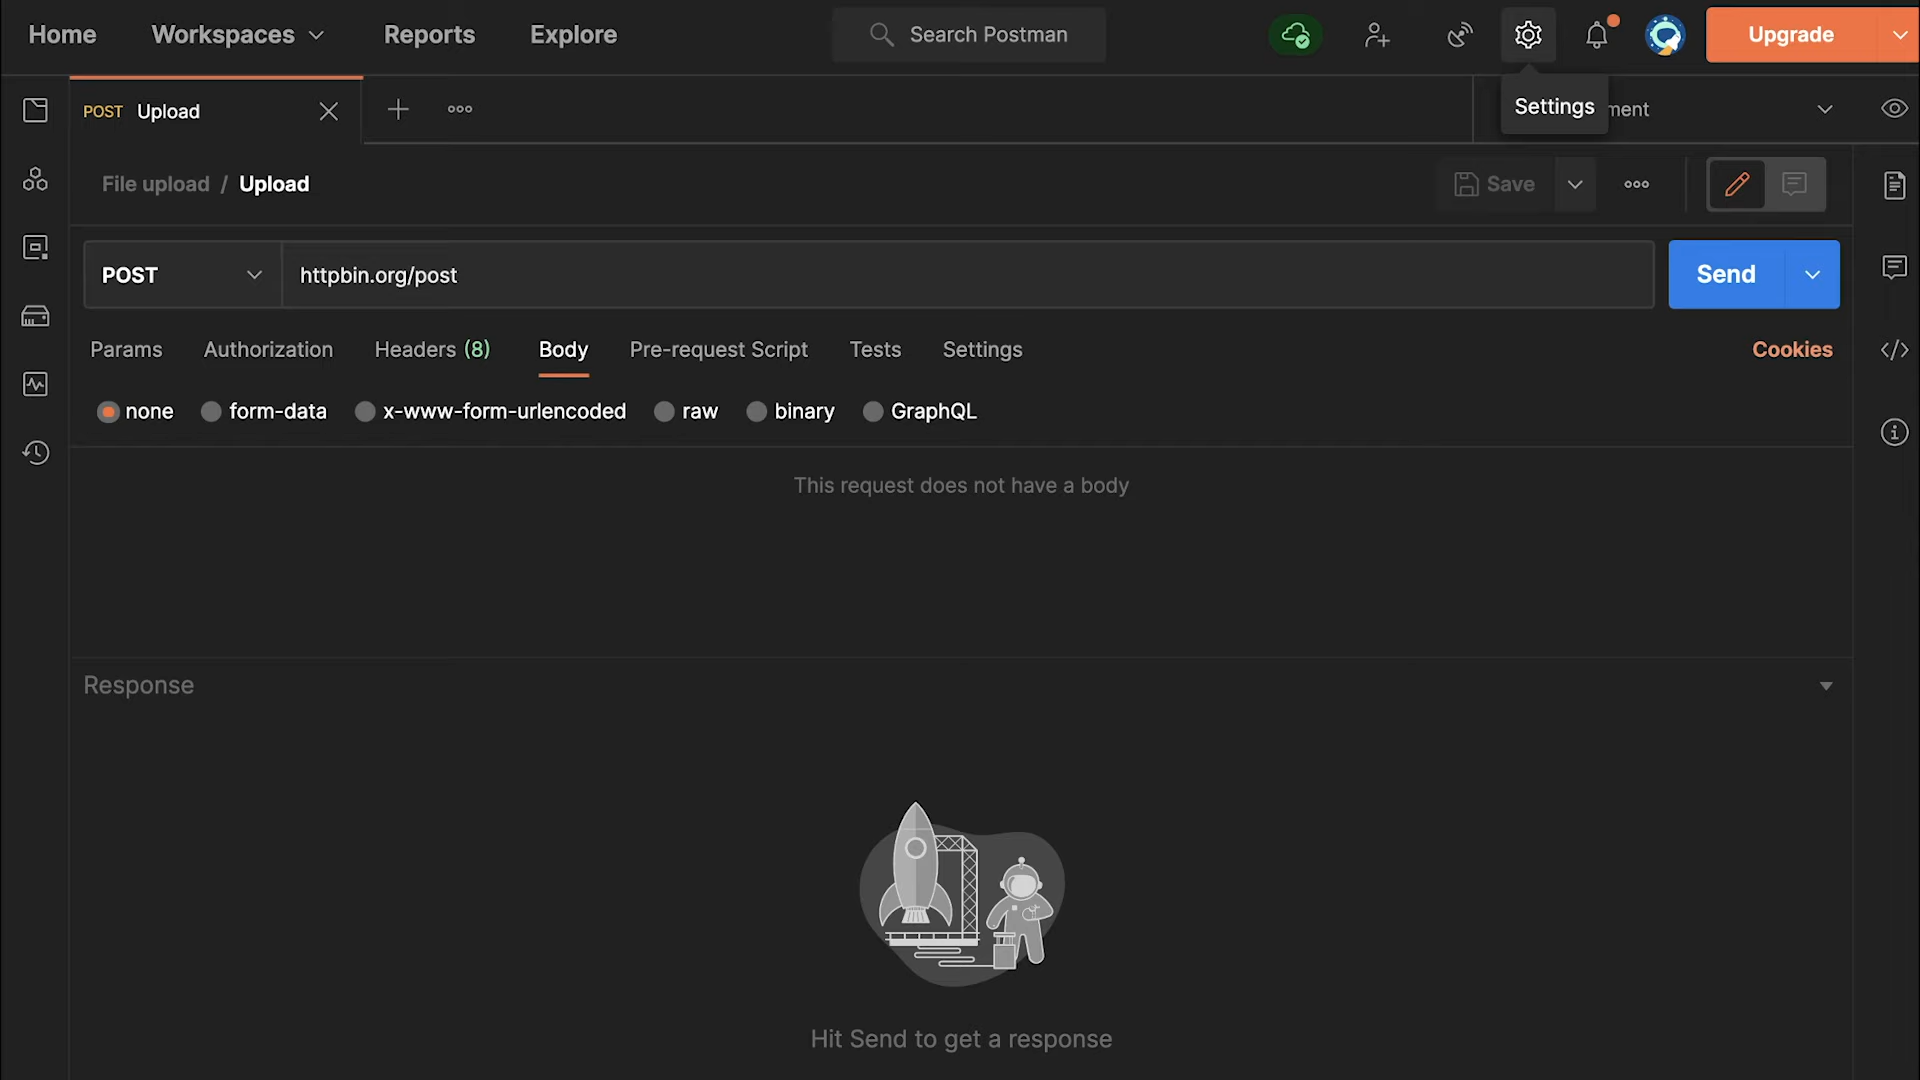 Home Workspaces Reports Explore Search Postman Upgrade
POST Upload Settings ment
File upload / Upload Save
POST httpbin.org/post Send
Params Authorization Headers (8) Body Pre-request Script Tests Settings Cookies
none form-data x-www-form-urlencoded raw binary GraphQL
This request does not have a body
Response
Hit Send to get a response